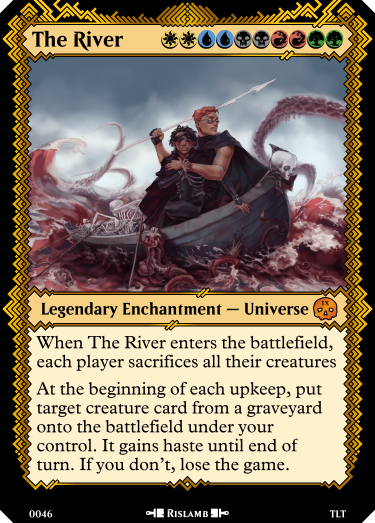 The River
Legendary Enchantment — Universe
IX
When The River enters the battlefield,
each player sacrifices all their creatures
At the beginning of each upkeep, put
target creature card from a graveyard
onto the battlefield under your
control. It gains haste until end of
turn. If you don't, lose the game.
0046
RISLAMB
TLT